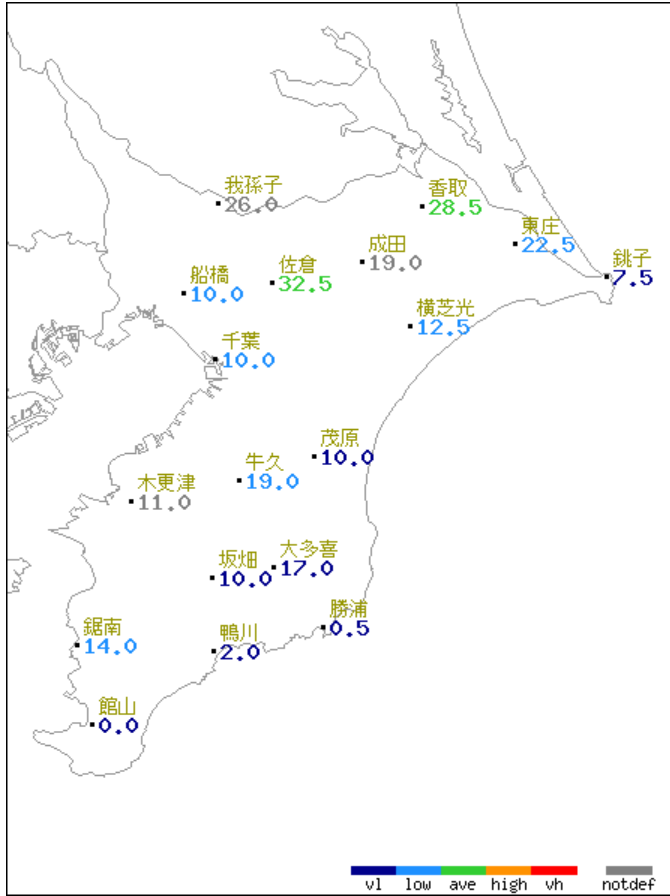 我孫子
26.0
香取
28.5
東庄
22.5
成田
19.0
銚子
7.5
船橋
10.0
佐倉
32.5
横芝光
12.5
千葉
10.0
茂原
10.0
牛久
19.0
木更津
11.0
坂畑
10.0
大多喜
17.0
勝浦
0.5
鋸南
14.0
鴨川
2.0
館山
0.0
vl low ave high vh notdef